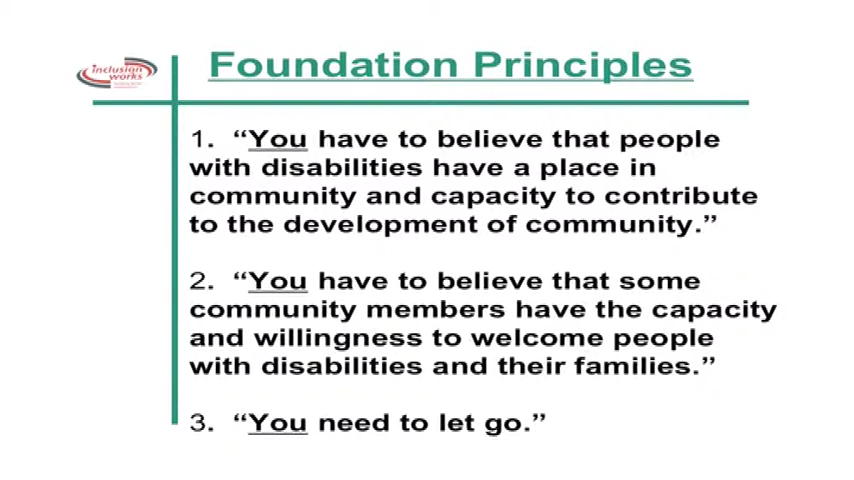 inclusion
works
Foundation Principles
1. “You have to believe that people
with disabilities have a place in
community and capacity to contribute
to the development of community.”
2. “You have to believe that some
community members have the capacity
and willingness to welcome people
with disabilities and their families.”
3. “You need to let go.”